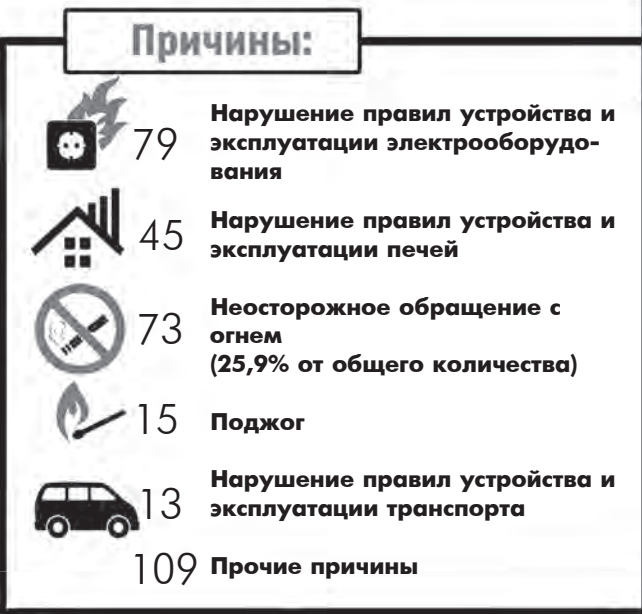 Причины:
79
Нарушение правил устройства и
эксплуатации электрооборудо-
вания
45
Нарушение правил устройства и
эксплуатации печей
73
Неосторожное обращение с
огнем
(25,9% от общего количества)
15
Поджог
13
Нарушение правил устройства и
эксплуатации транспорта
109
Прочие причины